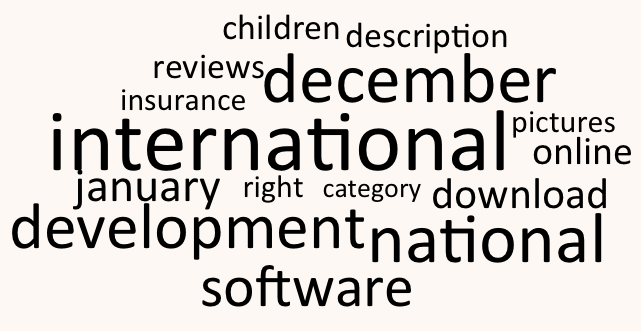 children description
reviews december
insurance
international pictures
online
january right category download
development national
software